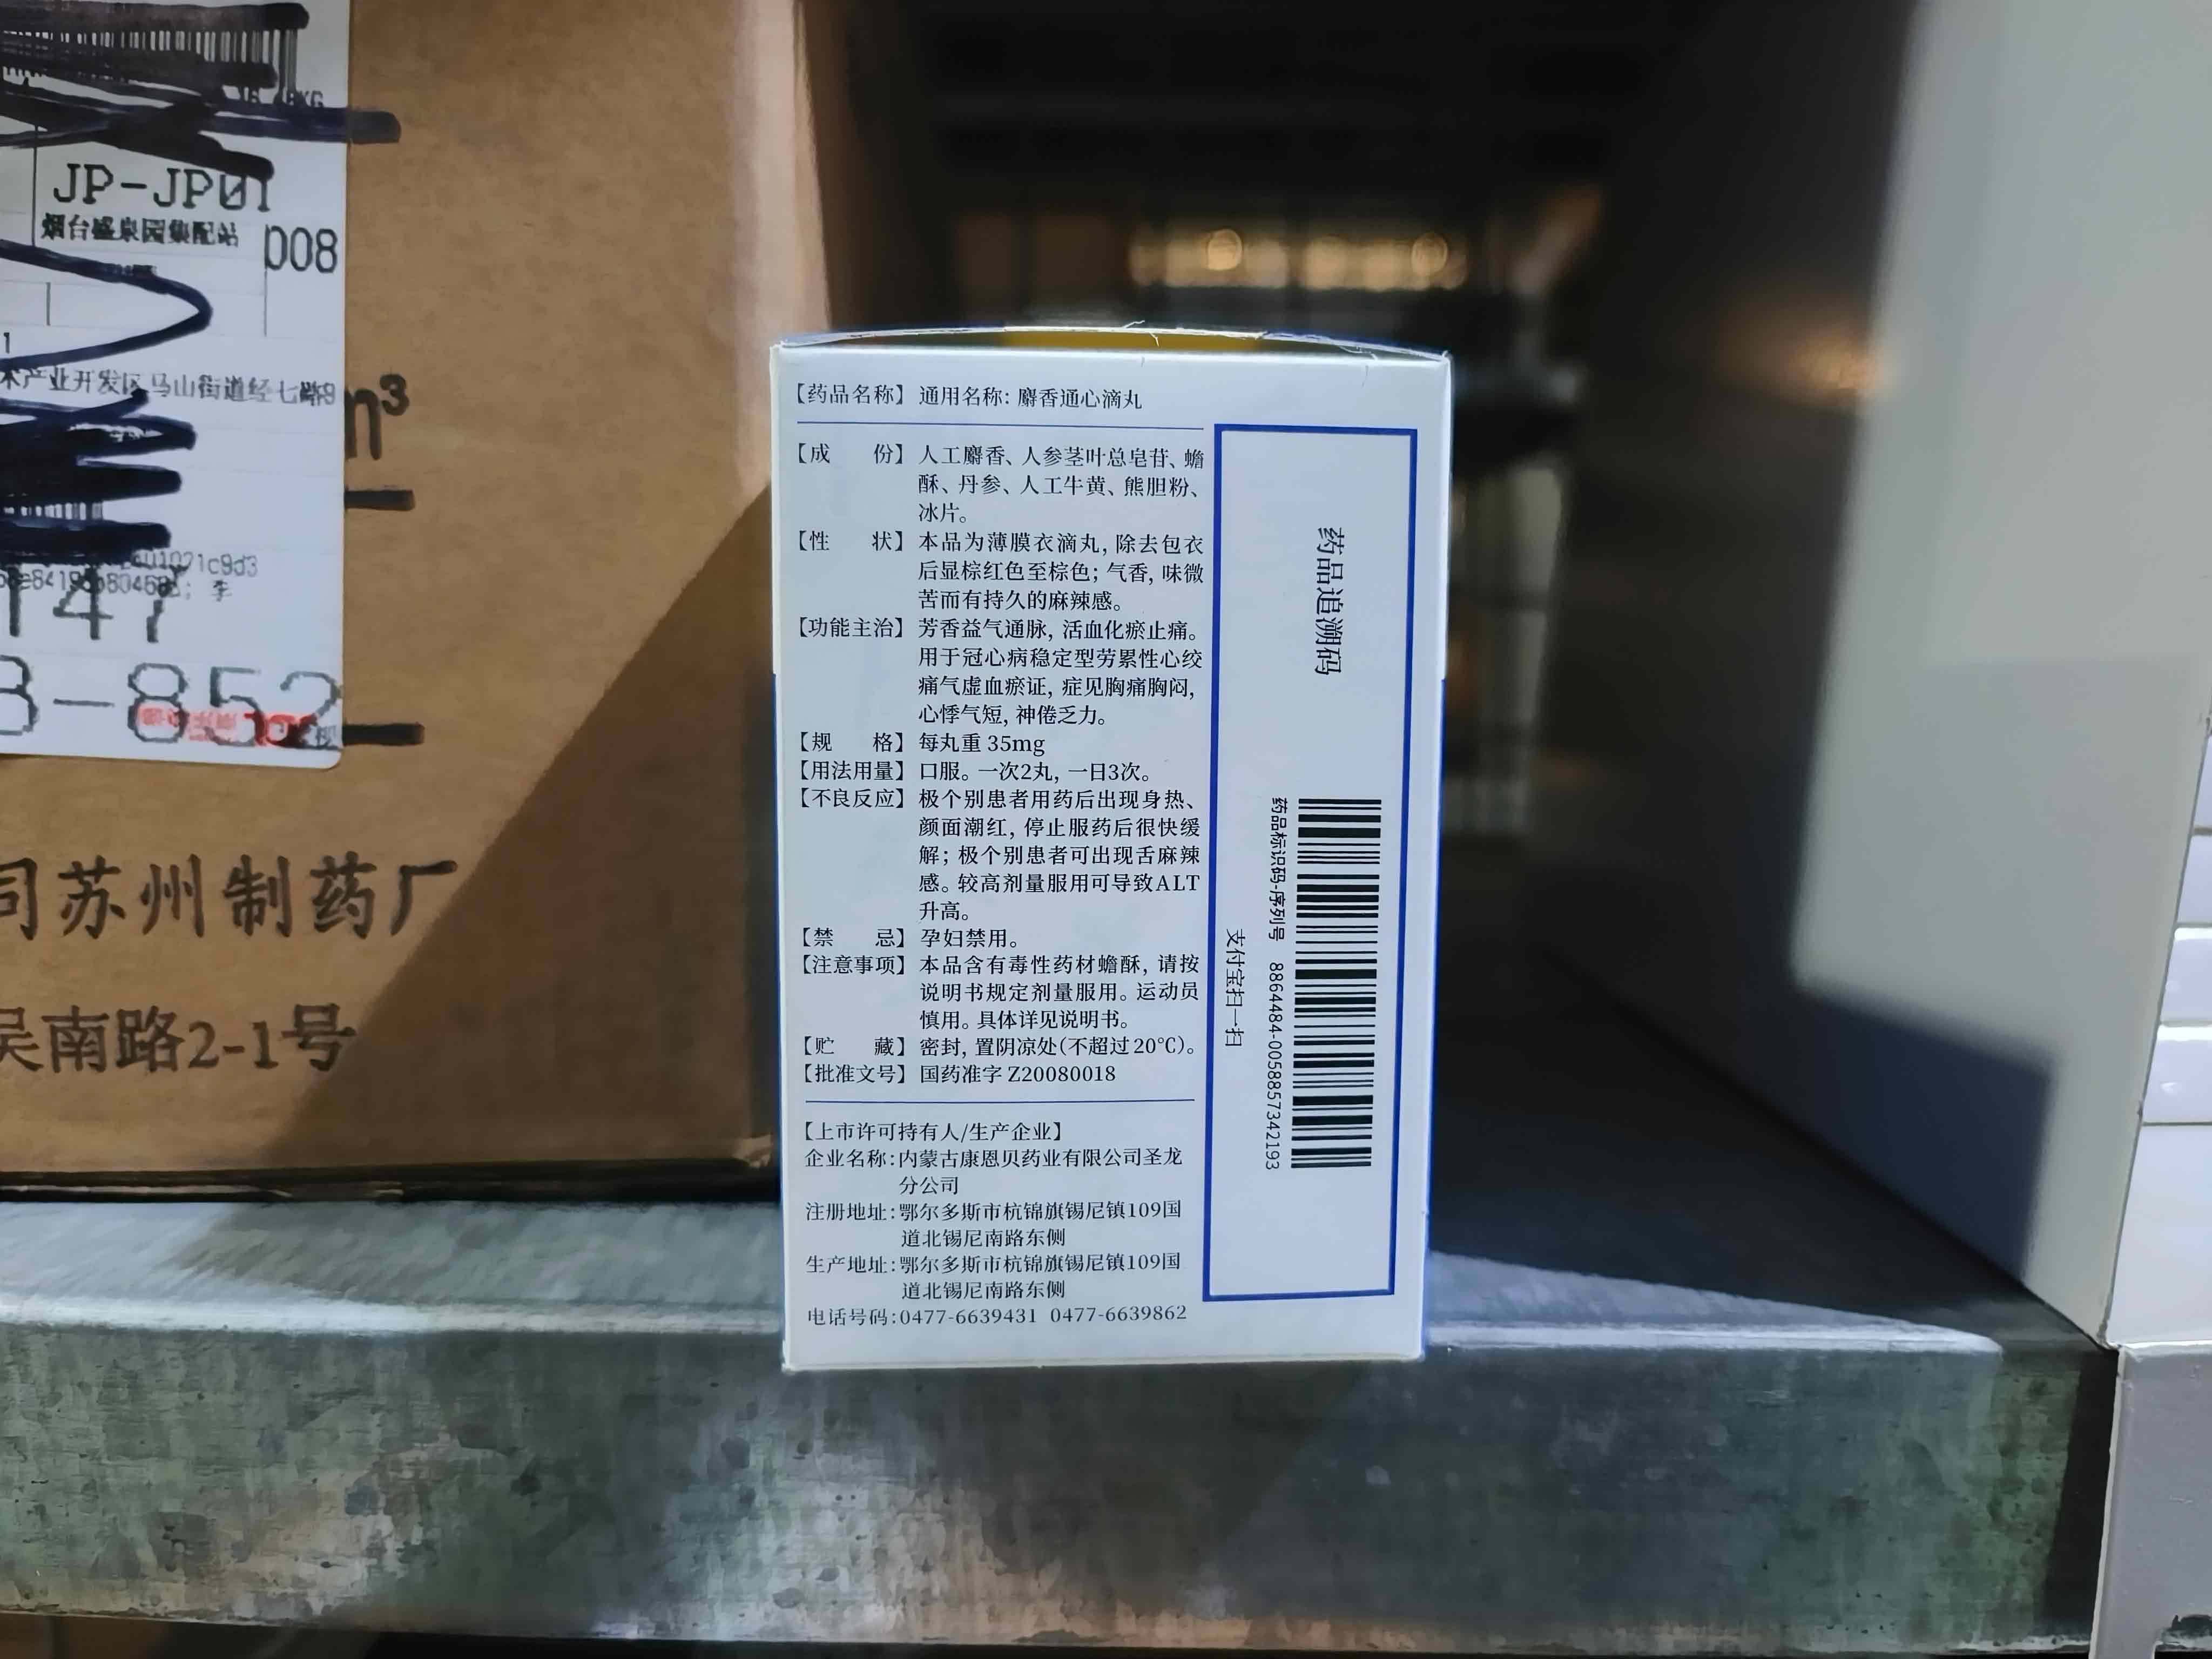 JP-JP01
烟台盛泉园集配站
008
术产业开发区马山街道经七路9
m³
147
3-852
司苏州制药厂
吴南路2-1号
【药品名称】通用名称: 麝香通心滴丸
【成　　份】人工麝香、人参茎叶总皂苷、蟾
酥、丹参、人工牛黄、熊胆粉、
冰片。
【性　　状】本品为薄膜衣滴丸, 除去包衣
后显棕红色至棕色; 气香, 味微
苦而有持久的麻辣感。
【功能主治】芳香益气通脉, 活血化瘀止痛。
用于冠心病稳定型劳累性心绞
痛气虚血瘀证, 症见胸痛胸闷,
心悸气短, 神倦乏力。
【规　　格】每丸重 35mg
【用法用量】口服。一次2丸, 一日3次。
【不良反应】极个别患者用药后出现身热、
颜面潮红, 停止服药后很快缓
解; 极个别患者可出现舌麻辣
感。较高剂量服用可导致ALT
升高。
【禁　　忌】孕妇禁用。
【注意事项】本品含有毒性药材蟾酥, 请按
说明书规定剂量服用。运动员
慎用。具体详见说明书。
【贮　　藏】密封, 置阴凉处(不超过20℃)。
【批准文号】国药准字 Z20080018
【上市许可持有人/生产企业】
企业名称:内蒙古康恩贝药业有限公司圣龙
分公司
注册地址:鄂尔多斯市杭锦旗锡尼镇109国
道北锡尼南路东侧
生产地址:鄂尔多斯市杭锦旗锡尼镇109国
道北锡尼南路东侧
电话号码:0477-6639431 0477-6639862
药品追溯码
药品标识码-序列号 8864484-0058857342193
支付宝扫一扫